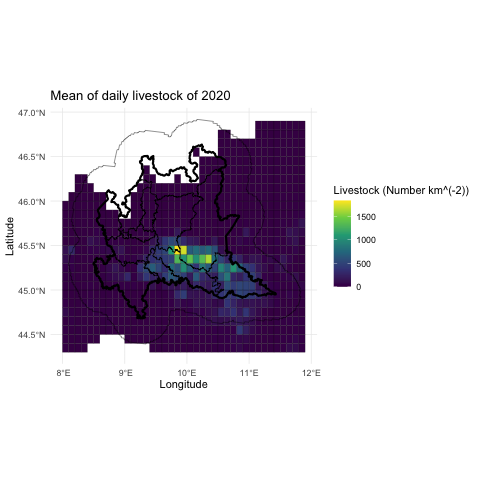 Mean of daily livestock of 2020
47.0°N
46.5°N
46.0°N
45.5°N
45.0°N
44.5°N
Latitude
8°E
9°E
10°E
11°E
12°E
Longitude
Livestock (Number km^(-2))
1500
1000
500
0